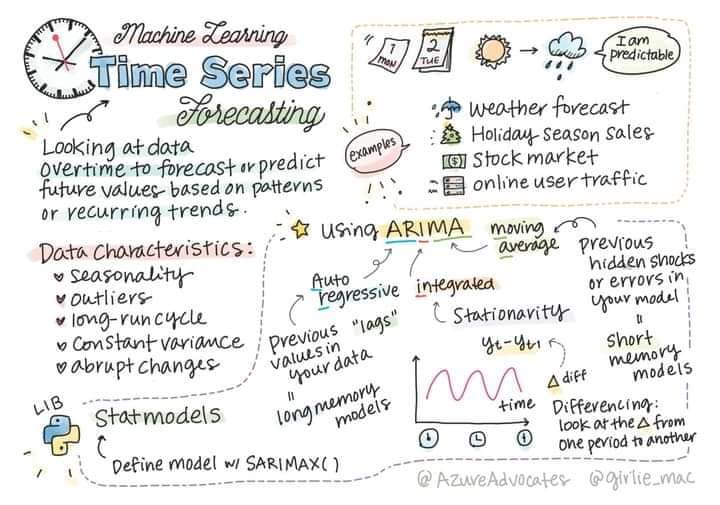 Machine Learning
Time Series
Forecasting
Looking at data
overtime to forecast or predict
future values based on patterns
or recurring trends.
1
MON
2
TUE
I am
predictable
examples
weather forecast
Holiday season sales
$
Stock market
online user traffic
Data Characteristics:
seasonality
outliers
long-run cycle
constant variance
abrupt changes
using ARIMA
Auto
regressive
Previous "lags"
values in
your data
=
long memory
models
integrated
Stationarity
yt-yt1
Δ diff
Differencing:
look at the Δ from
one period to another
time
moving
average
previous
hidden shocks
or errors in
your model
=
short
memory
models
LIB
Statmodels
Define model w/ SARIMAX()
@AzureAdvocates @girlie_mac